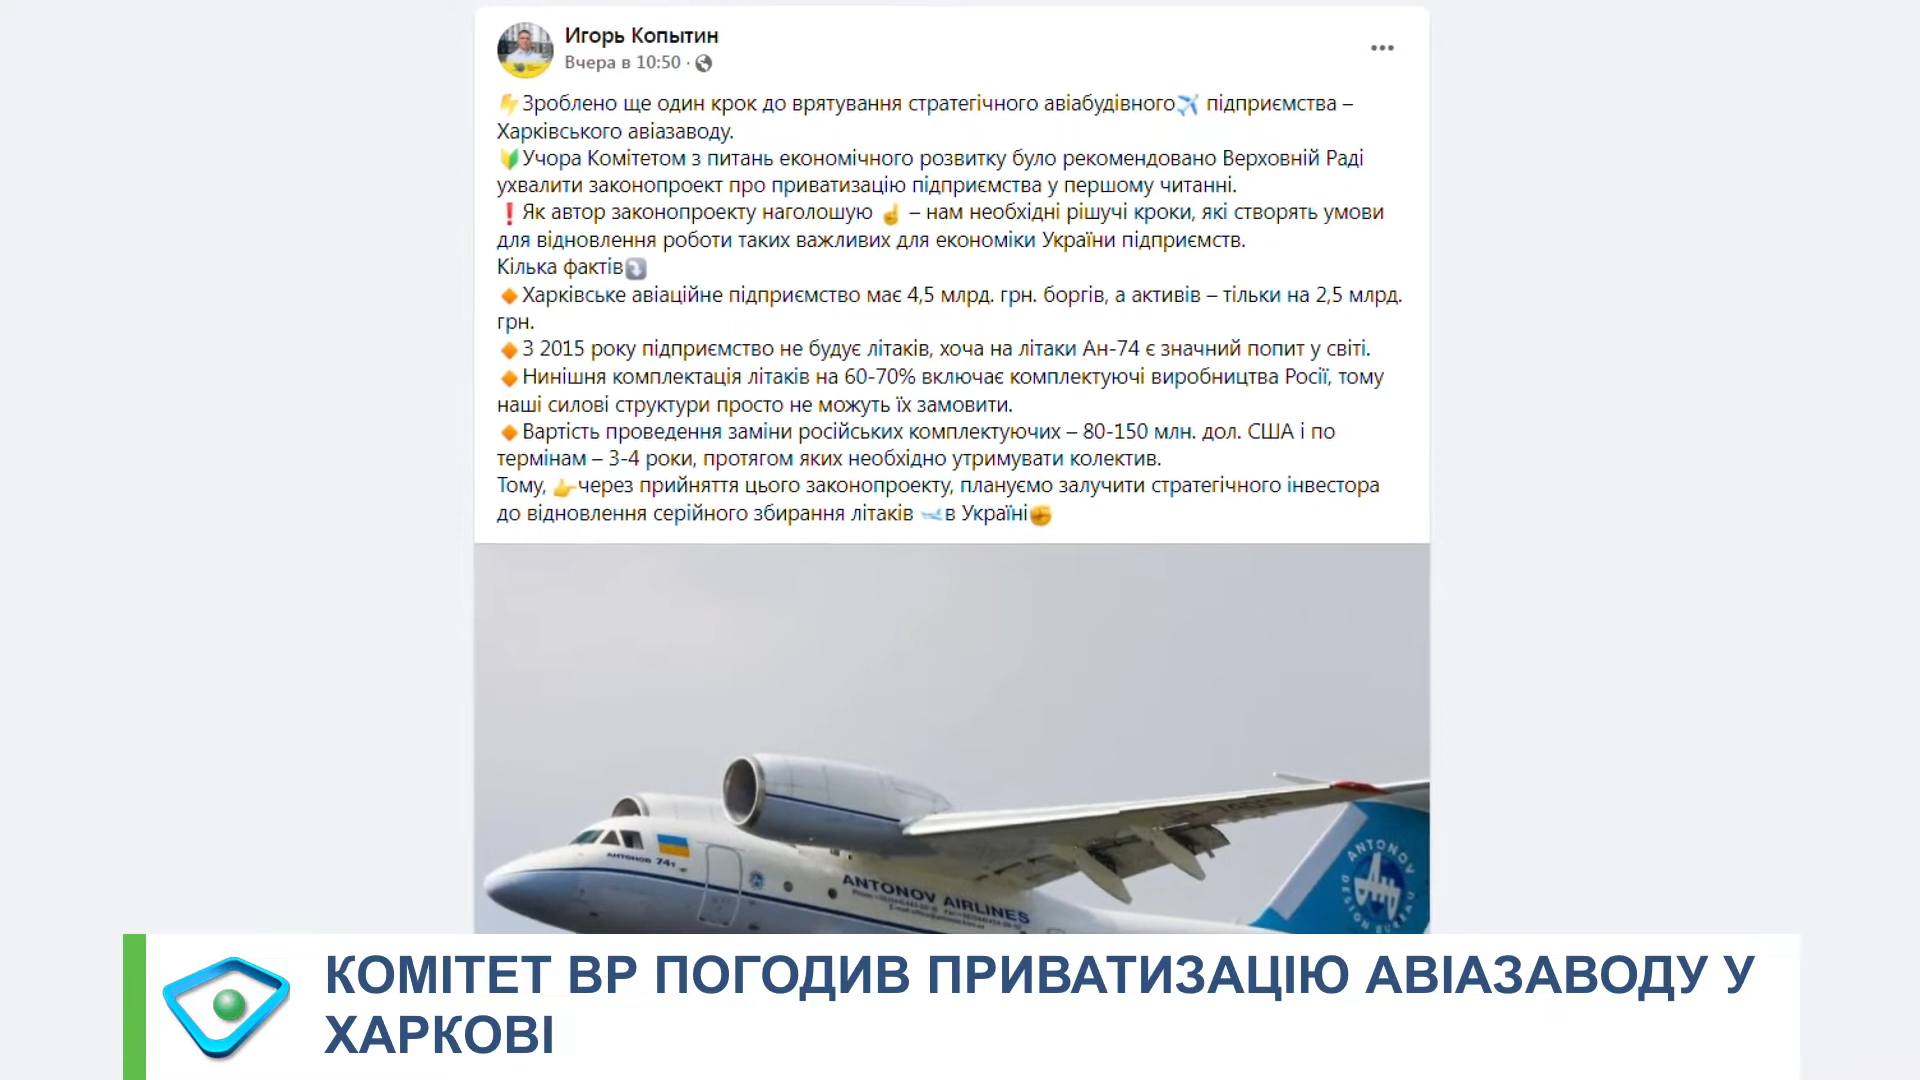 Игорь Копытин
Вчера в 10:50 ·
⚡Зроблено ще один крок до врятування стратегічного авіабудівного✈️ підприємства –
Харківського авіазаводу.
🔰Учора Комітетом з питань економічного розвитку було рекомендовано Верховній Раді
ухвалити законопроект про приватизацію підприємства у першому читанні.
❗Як автор законопроекту наголошую ☝ – нам необхідні рішучі кроки, які створять умови
для відновлення роботи таких важливих для економіки України підприємств.
Кілька фактів⤵️
🔸Харківське авіаційне підприємство має 4,5 млрд. грн. боргів, а активів – тільки на 2,5 млрд.
грн.
🔸З 2015 року підприємство не будує літаків, хоча на літаки Ан-74 є значний попит у світі.
🔸Нинішня комплектація літаків на 60-70% включає комплектуючі виробництва Росії, тому
наші силові структури просто не можуть їх замовити.
🔸Вартість проведення заміни російських комплектуючих – 80-150 млн. дол. США і по
термінам – 3-4 роки, протягом яких необхідно утримувати колектив.
Тому, 👉через прийняття цього законопроекту, плануємо залучити стратегічного інвестора
до відновлення серійного збирання літаків 🛫в Україні✊
АНТОНОВ 74т
ANTONOV AIRLINES
ANTONOV
DESIGN BUREAU
КОМІТЕТ ВР ПОГОДИВ ПРИВАТИЗАЦІЮ АВІАЗАВОДУ У
ХАРКОВІ